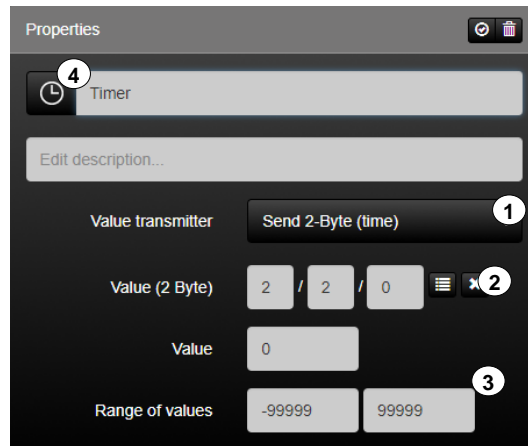 Properties
4
Timer
Edit description...
Value transmitter Send 2-Byte (time) 1
Value (2 Byte) 2 / 2 / 0 2
Value 0
3
Range of values -99999 99999